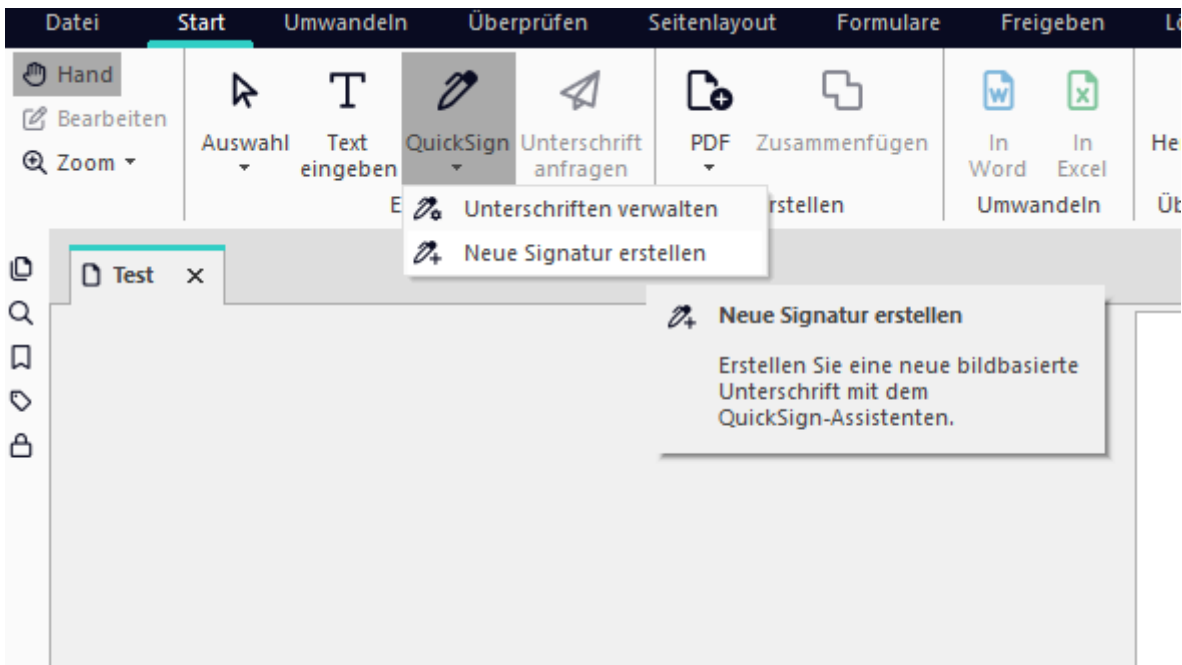 Datei Start Umwandeln Überprüfen Seitenlayout Formulare Freigeben
Hand
Bearbeiten
Zoom
Auswahl
Text
eingeben
QuickSign
Unterschrift
anfragen
PDF
Zusammenfügen
In
Word
In
Excel
Umwandeln
Unterschriften verwalten
Neue Signatur erstellen
Test
Neue Signatur erstellen
Erstellen Sie eine neue bildbasierte
Unterschrift mit dem
QuickSign-Assistenten.